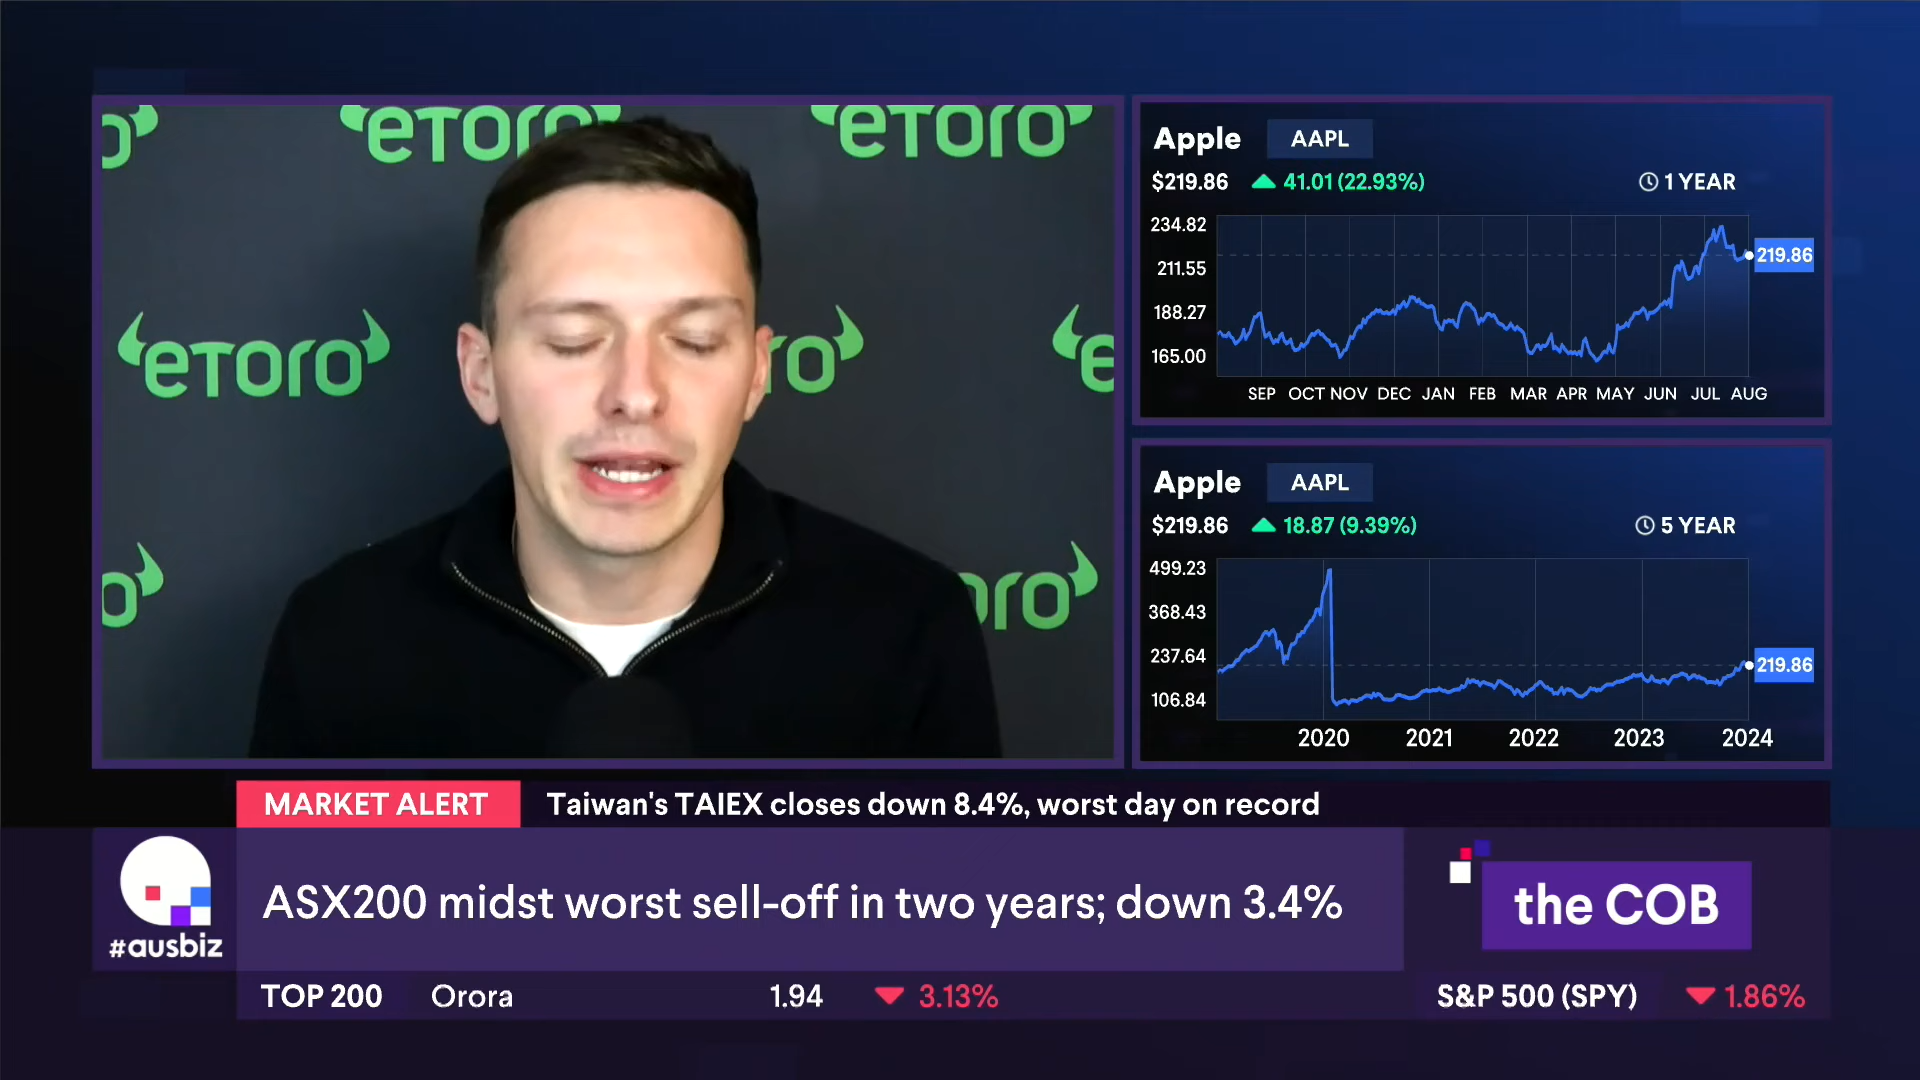 eTORO
eTORO
eTORO
Apple AAPL
$219.86 41.01 (22.93%) 1 YEAR
234.82
211.55
188.27
165.00
219.86
SEP OCT NOV DEC JAN FEB MAR APR MAY JUN JUL AUG
Apple AAPL
$219.86 18.87 (9.39%) 5 YEAR
499.23
368.43
237.64
106.84
219.86
2020 2021 2022 2023 2024
MARKET ALERT Taiwan's TAIEX closes down 8.4%, worst day on record
ASX200 midst worst sell-off in two years; down 3.4%
#ausbiz
the COB
TOP 200 Orora 1.94 3.13% S&P 500 (SPY) 1.86%